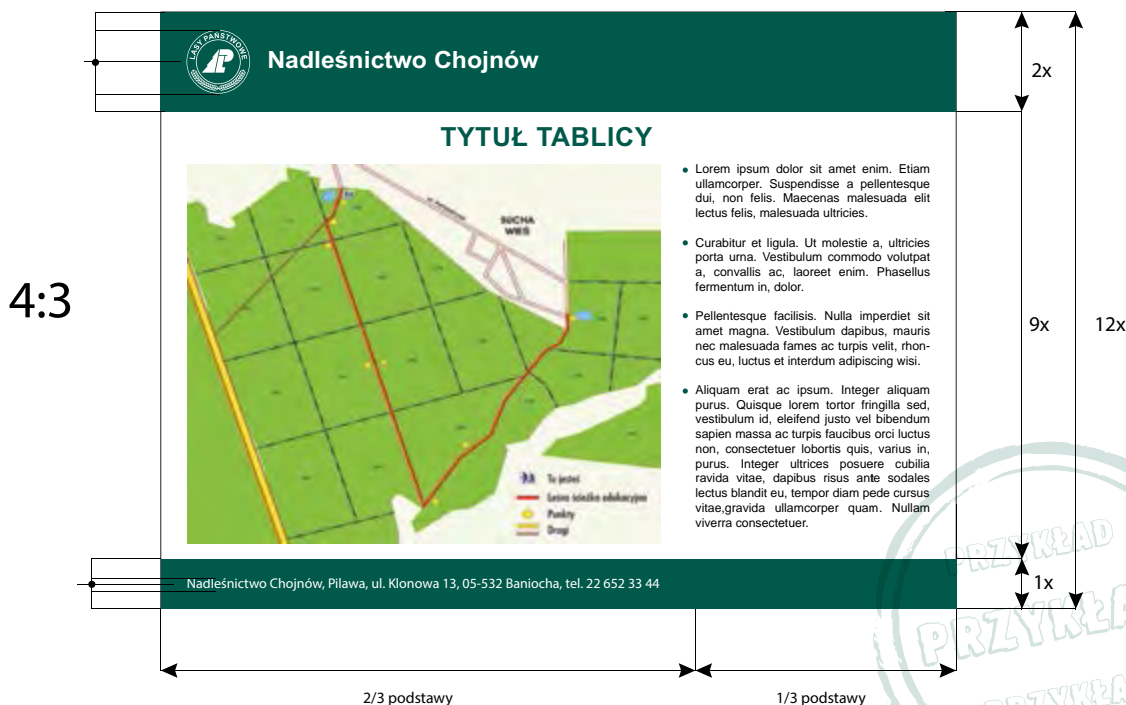 LASY PAŃSTWOWE
Nadleśnictwo Chojnów
2x
TYTUŁ TABLICY
SUCHA
WIEŚ
Lorem ipsum dolor sit amet enim. Etiam
ullamcorper. Suspendisse a pellentesque
dui, non felis. Maecenas malesuada elit
lectus felis, malesuada ultricies.
Curabitur et ligula. Ut molestie a, ultricies
porta urna. Vestibulum commodo volutpat
a, convallis ac, laoreet enim. Phasellus
fermentum in, dolor.
Pellentesque facilisis. Nulla imperdiet sit
amet magna. Vestibulum dapibus, mauris
nec malesuada fames ac turpis velit, rhon-
cus eu, luctus et interdum adipiscing wisi.
Aliquam erat ac ipsum. Integer aliquam
purus. Quisque lorem tortor fringilla sed,
vestibulum id, eleifend justo vel bibendum
sapien massa ac turpis faucibus orci luctus
non, consectetuer lobortis quis, varius in,
purus. Integer ultrices posuere cubilia
ravida vitae, dapibus risus ante sodales
lectus blandit eu, tempor diam pede cursus
vitae,gravida ullamcorper quam. Nullam
viverra consectetuer.
4:3
9x
12x
Tu jesteś
Leśna ścieżka edukacyjna
Punkty
Drogi
Nadleśnictwo Chojnów, Pilawa, ul. Klonowa 13, 05-532 Baniocha, tel. 22 652 33 44
1x
PRZYKŁAD
2/3 podstawy
1/3 podstawy